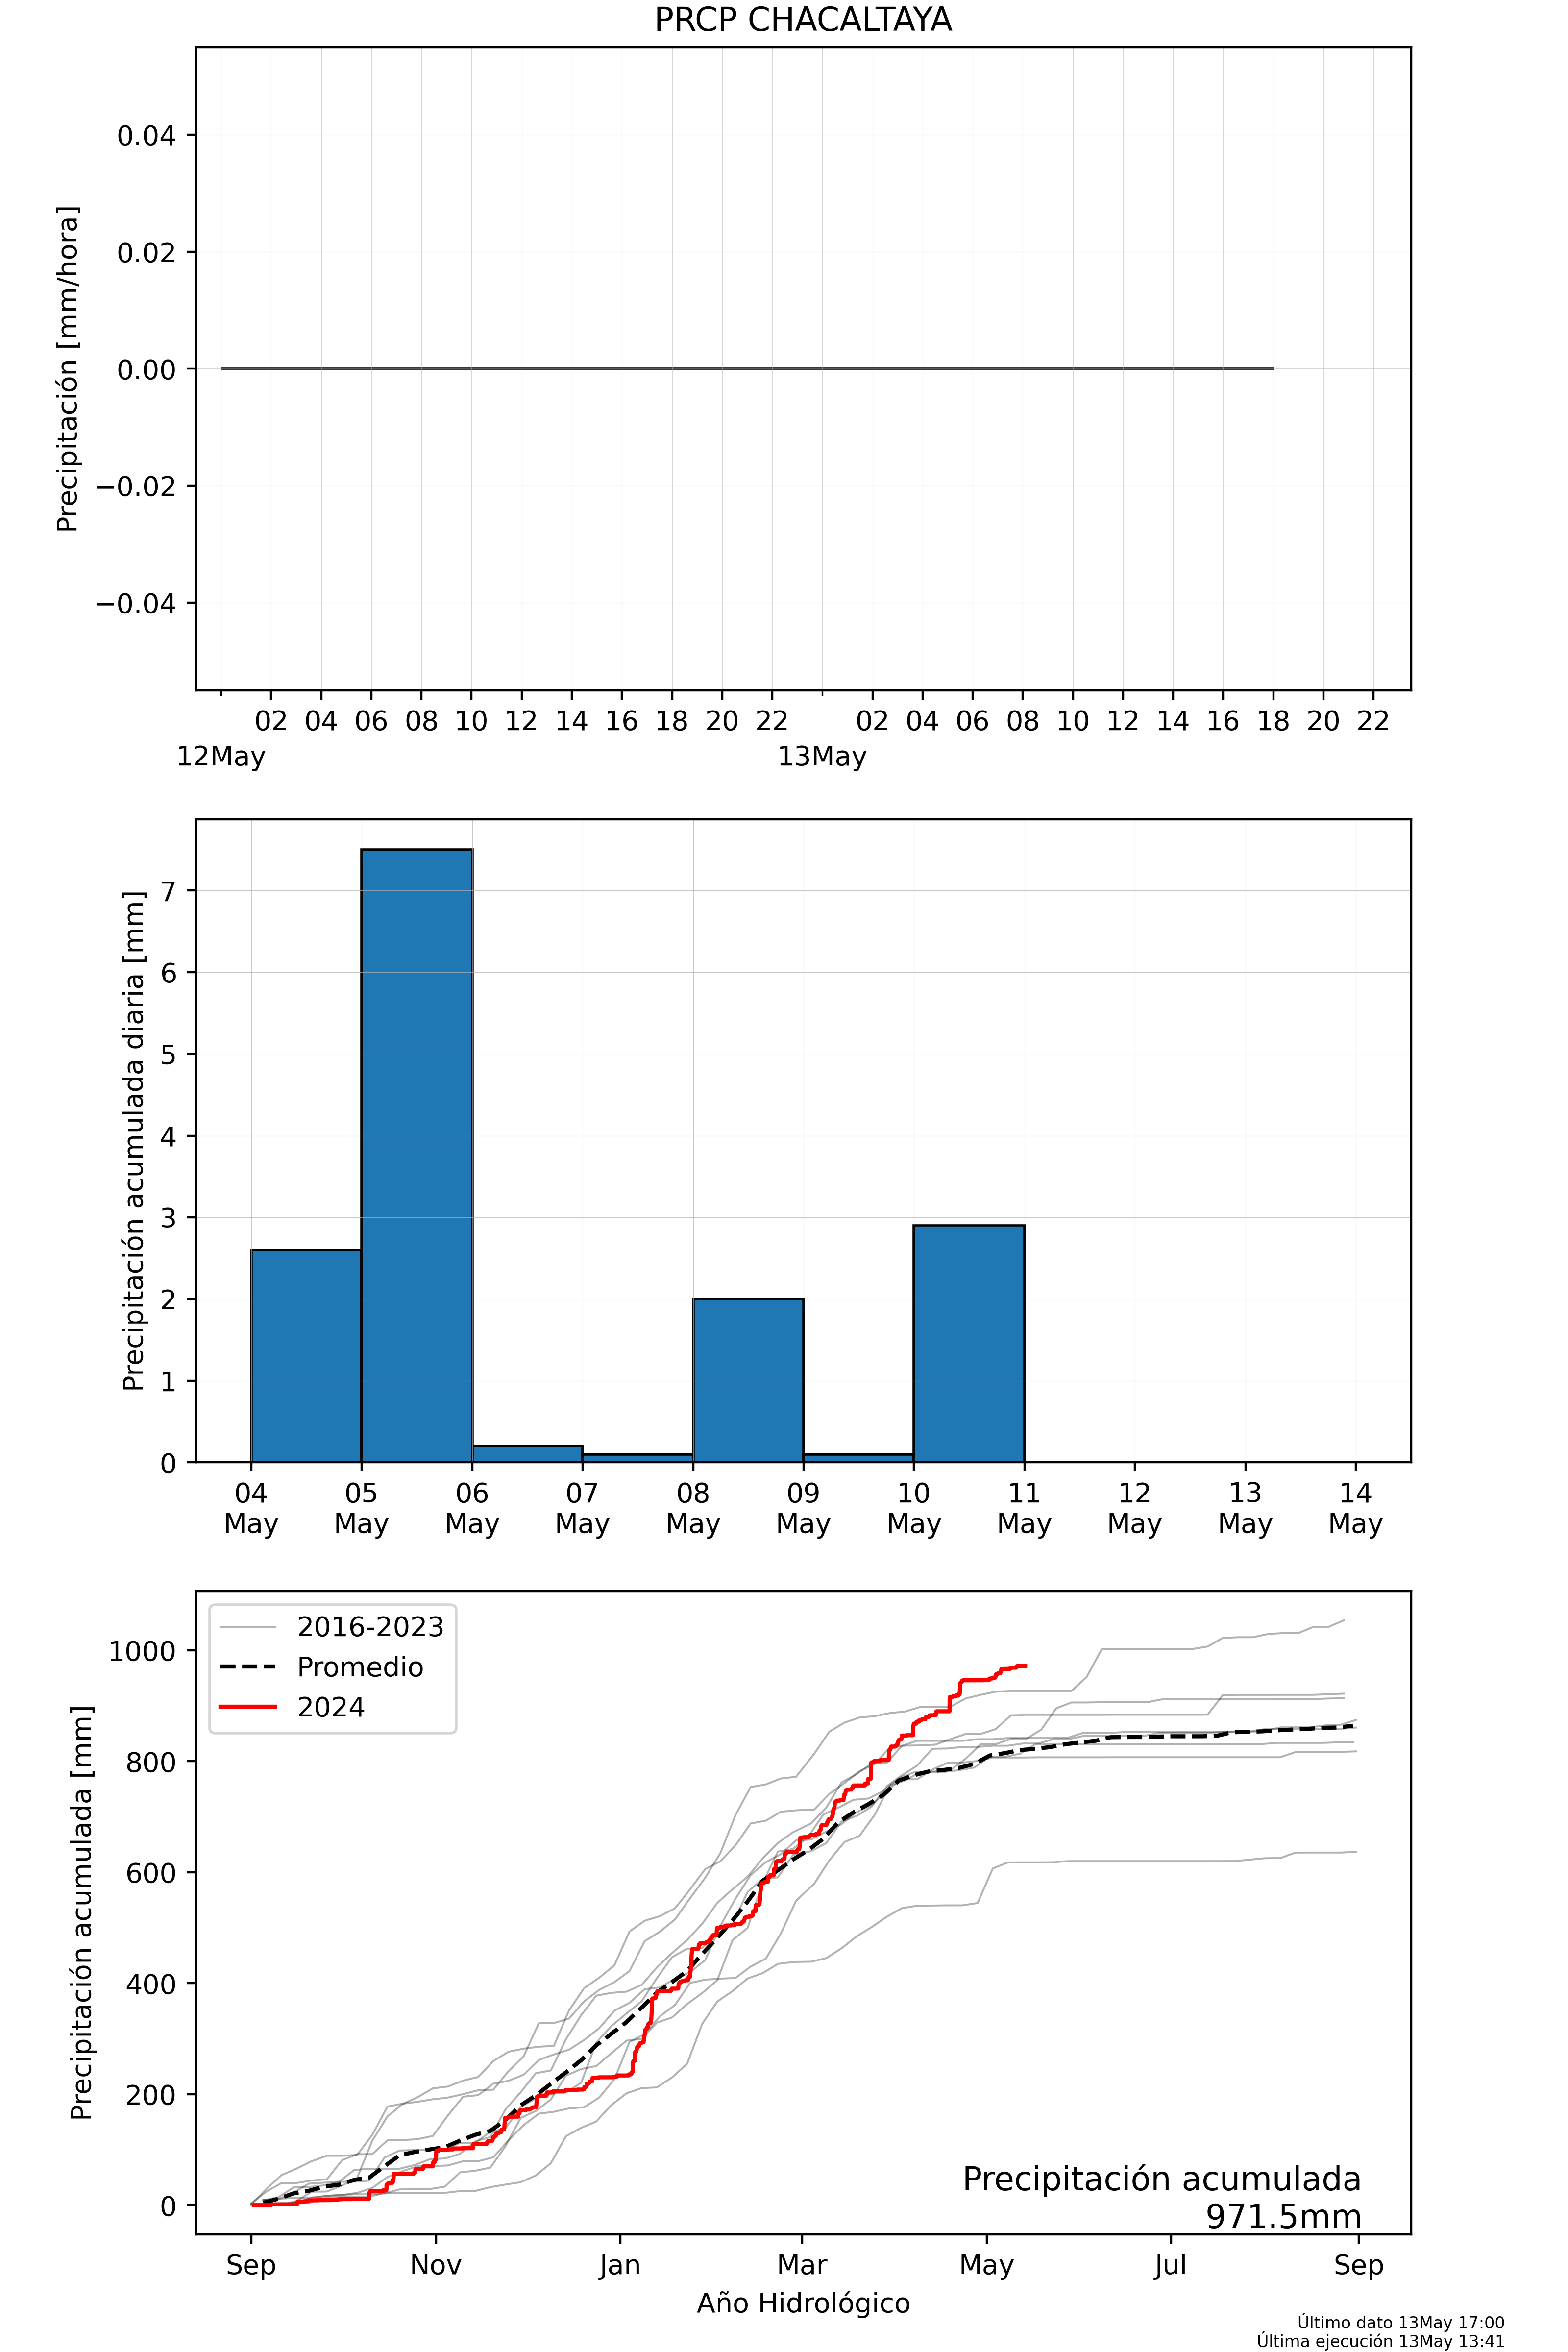 PRCP CHACALTAYA
Precipitación [mm/hora]
0.04
0.02
0.00
−0.02
−0.04
02 04 06 08 10 12 14 16 18 20 22 02 04 06 08 10 12 14 16 18 20 22
12May 13May
Precipitación acumulada diaria [mm]
7
6
5
4
3
2
1
0
04 05 06 07 08 09 10 11 12 13 14
May May May May May May May May May May May
Precipitación acumulada [mm]
1000
800
600
400
200
0
2016-2023
Promedio
2024
Precipitación acumulada
971.5mm
Sep Nov Jan Mar May Jul Sep
Año Hidrológico
Último dato 13May 17:00
Última ejecución 13May 13:41